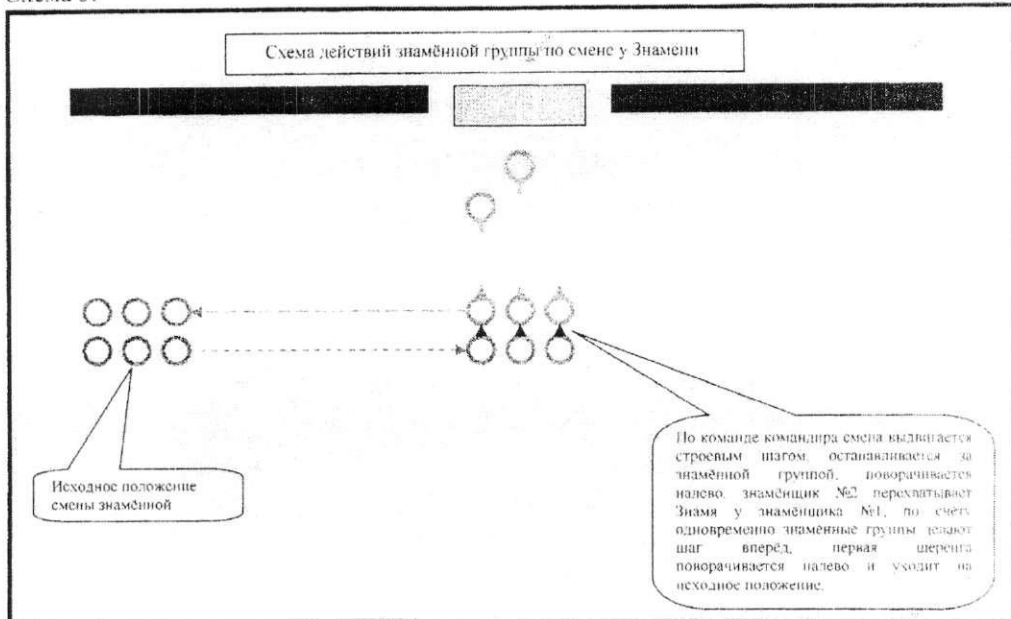 Схема действий знамённой группы по смене у Знамени
Исходное положение
смены знамённой
По команде командира смена выдвигается
строевым шагом, останавливается за
знамённой группой, поворачивается
налево, знамёнщик №2 перехватывает
Знамя у знамёнщика №1, по счёту
одновременно знамённые группы делают
шаг вперёд, первая шеренга
поворачивается налево и уходит на
исходное положение.